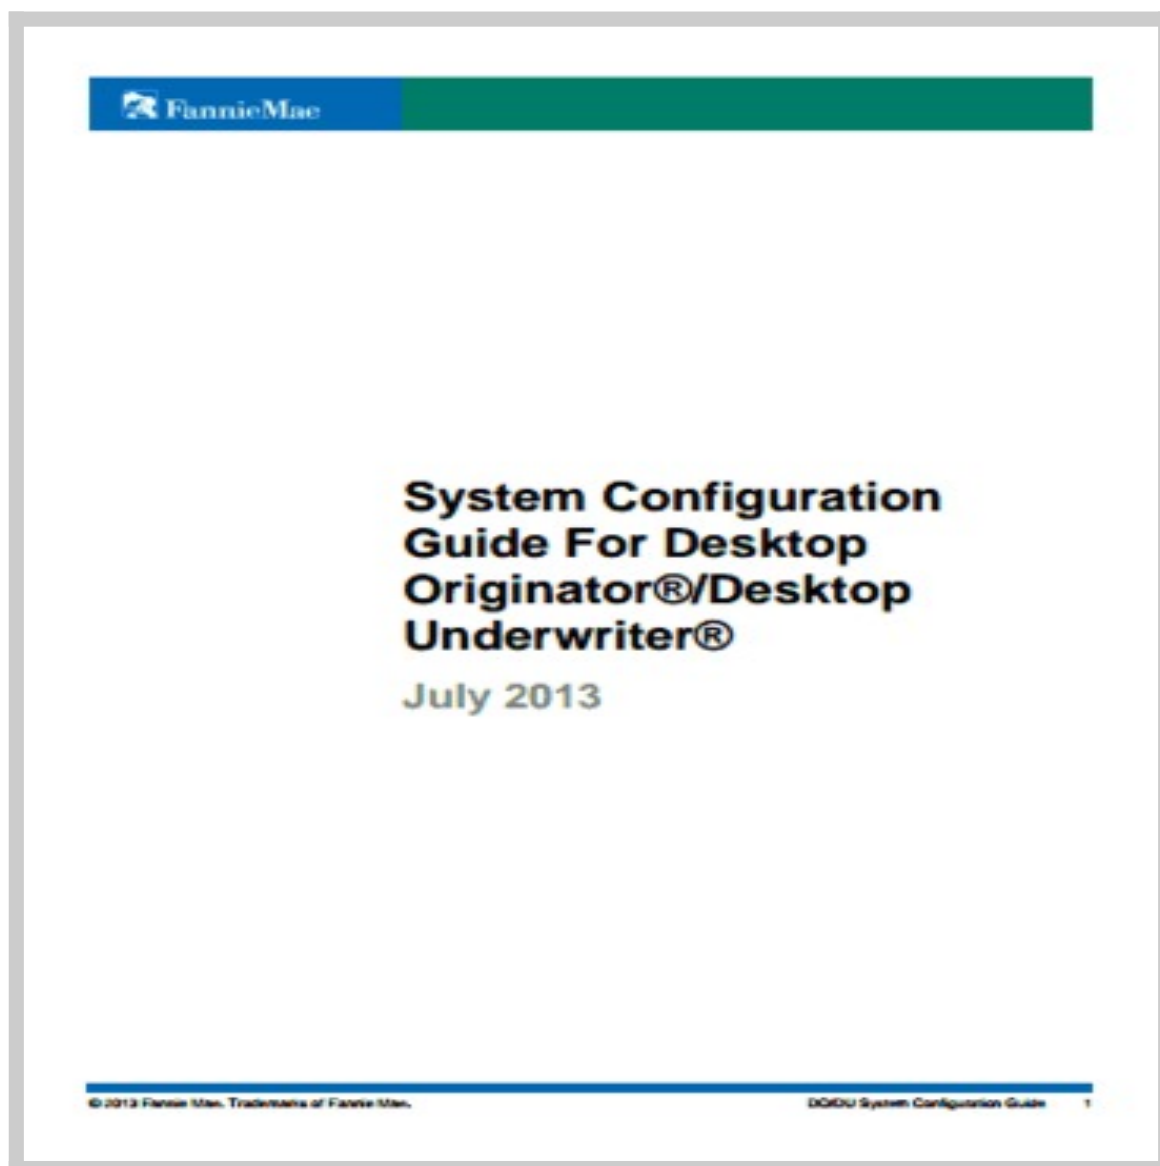 FannieMae
System Configuration
Guide For Desktop
Originator®/Desktop
Underwriter®
July 2013
© 2013 Fannie Mae. Trademarks of Fannie Mae.
DO/DU System Configuration Guide 1